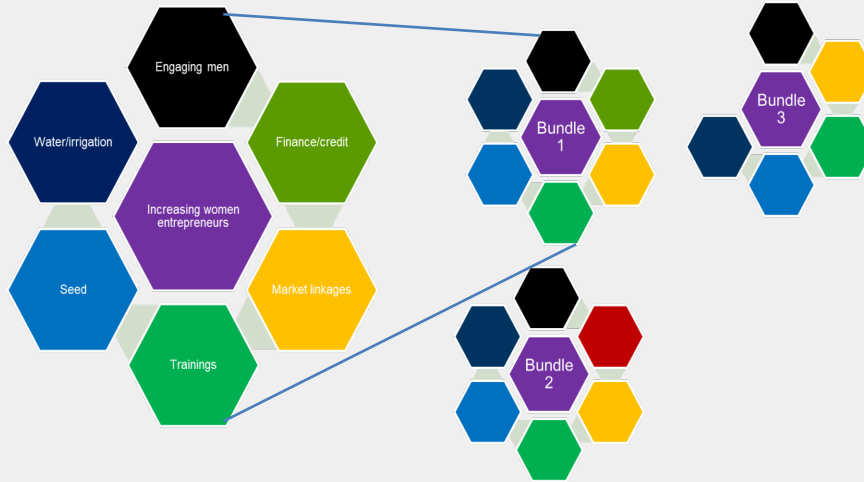 Engaging men
Water/irrigation
Finance/credit
Increasing women
entrepreneurs
Seed
Market linkages
Trainings
Bundle
1
Bundle
2
Bundle
3